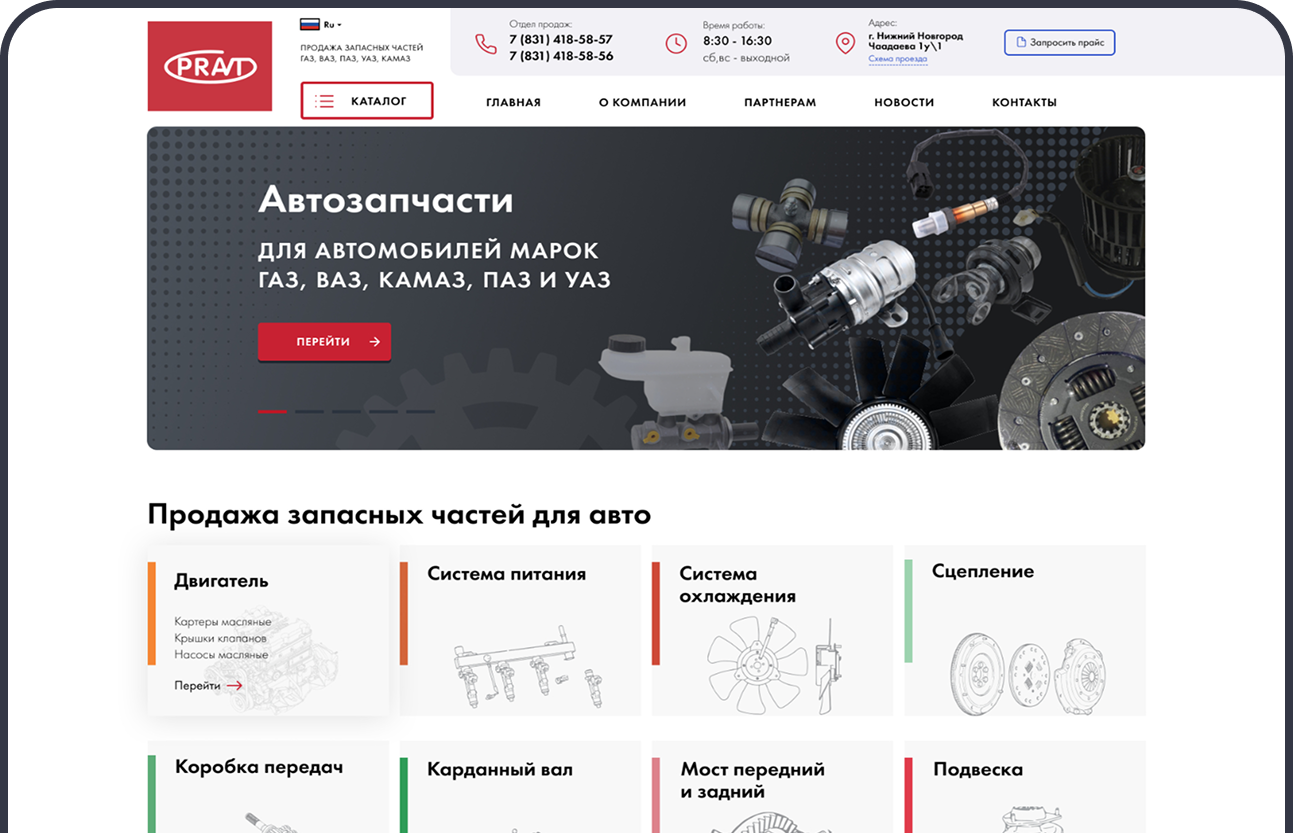 PRAVT
Ru
ПРОДАЖА ЗАПАСНЫХ ЧАСТЕЙ
ГАЗ, ВАЗ, ПАЗ, УАЗ, КАМАЗ
Отдел продаж:
7 (831) 418-58-57
7 (831) 418-58-56
Время работы:
8:30 - 16:30
сб,вс - выходной
Адрес:
г. Нижний Новгород
Чаадаева 1у\1
Схема проезда
Запросить прайс
КАТАЛОГ
ГЛАВНАЯ
О КОМПАНИИ
ПАРТНЕРАМ
НОВОСТИ
КОНТАКТЫ
Автозапчасти
ДЛЯ АВТОМОБИЛЕЙ МАРОК
ГАЗ, ВАЗ, КАМАЗ, ПАЗ И УАЗ
ПЕРЕЙТИ
Продажа запасных частей для авто
Двигатель
Картеры масляные
Крышки клапанов
Насосы масляные
Перейти
Система питания
Система
охлаждения
Сцепление
Коробка передач
Карданный вал
Мост передний
и задний
Подвеска